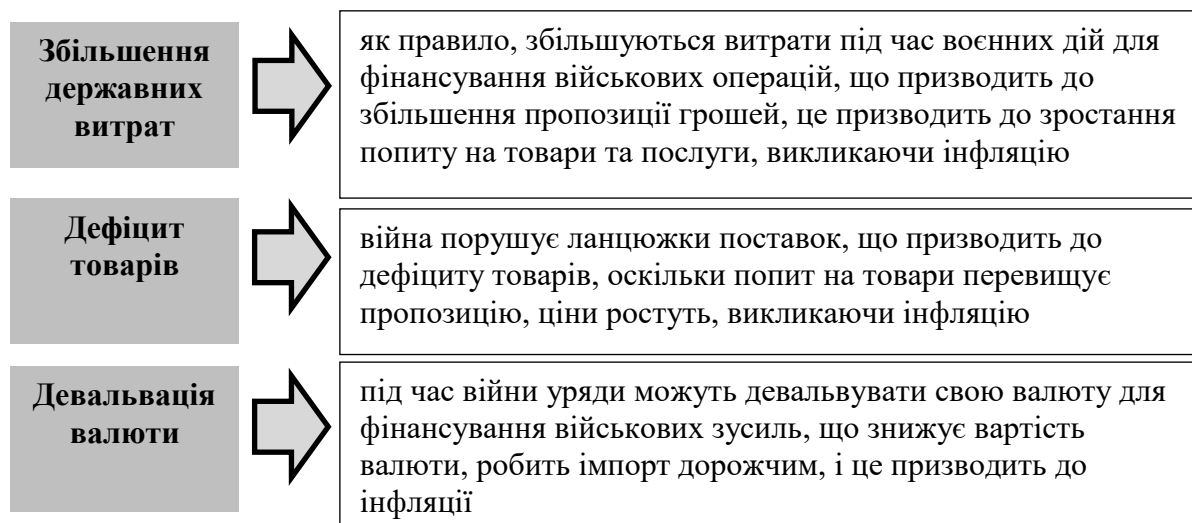 Збільшення
державних
витрат
як правило, збільшуються витрати під час воєнних дій для
фінансування військових операцій, що призводить до
збільшення пропозиції грошей, це призводить до зростання
попиту на товари та послуги, викликаючи інфляцію
Дефіцит
товарів
війна порушує ланцюжки поставок, що призводить до
дефіциту товарів, оскільки попит на товари перевищує
пропозицію, ціни ростуть, викликаючи інфляцію
Девальвація
валюти
під час війни уряди можуть девальвувати свою валюту для
фінансування військових зусиль, що знижує вартість
валюти, робить імпорт дорожчим, і це призводить до
інфляції